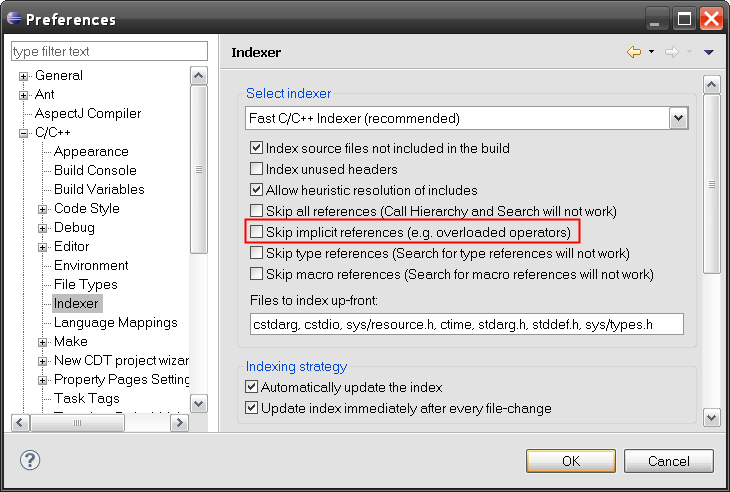 Preferences
type filter text
General
Ant
AspectJ Compiler
C/C++
Appearance
Build Console
Build Variables
Code Style
Debug
Editor
Environment
File Types
Indexer
Language Mappings
Make
New CDT project wizar
Property Pages Setting
Task Tags
Indexer
Select indexer
Fast C/C++ Indexer (recommended)
Index source files not included in the build
Index unused headers
Allow heuristic resolution of includes
Skip all references (Call Hierarchy and Search will not work)
Skip implicit references (e.g. overloaded operators)
Skip type references (Search for type references will not work)
Skip macro references (Search for macro references will not work)
Files to index up-front:
cstdarg, cstdio, sys/resource.h, ctime, stdarg.h, stddef.h, sys/types.h
Indexing strategy
Automatically update the index
Update index immediately after every file-change
?
OK
Cancel